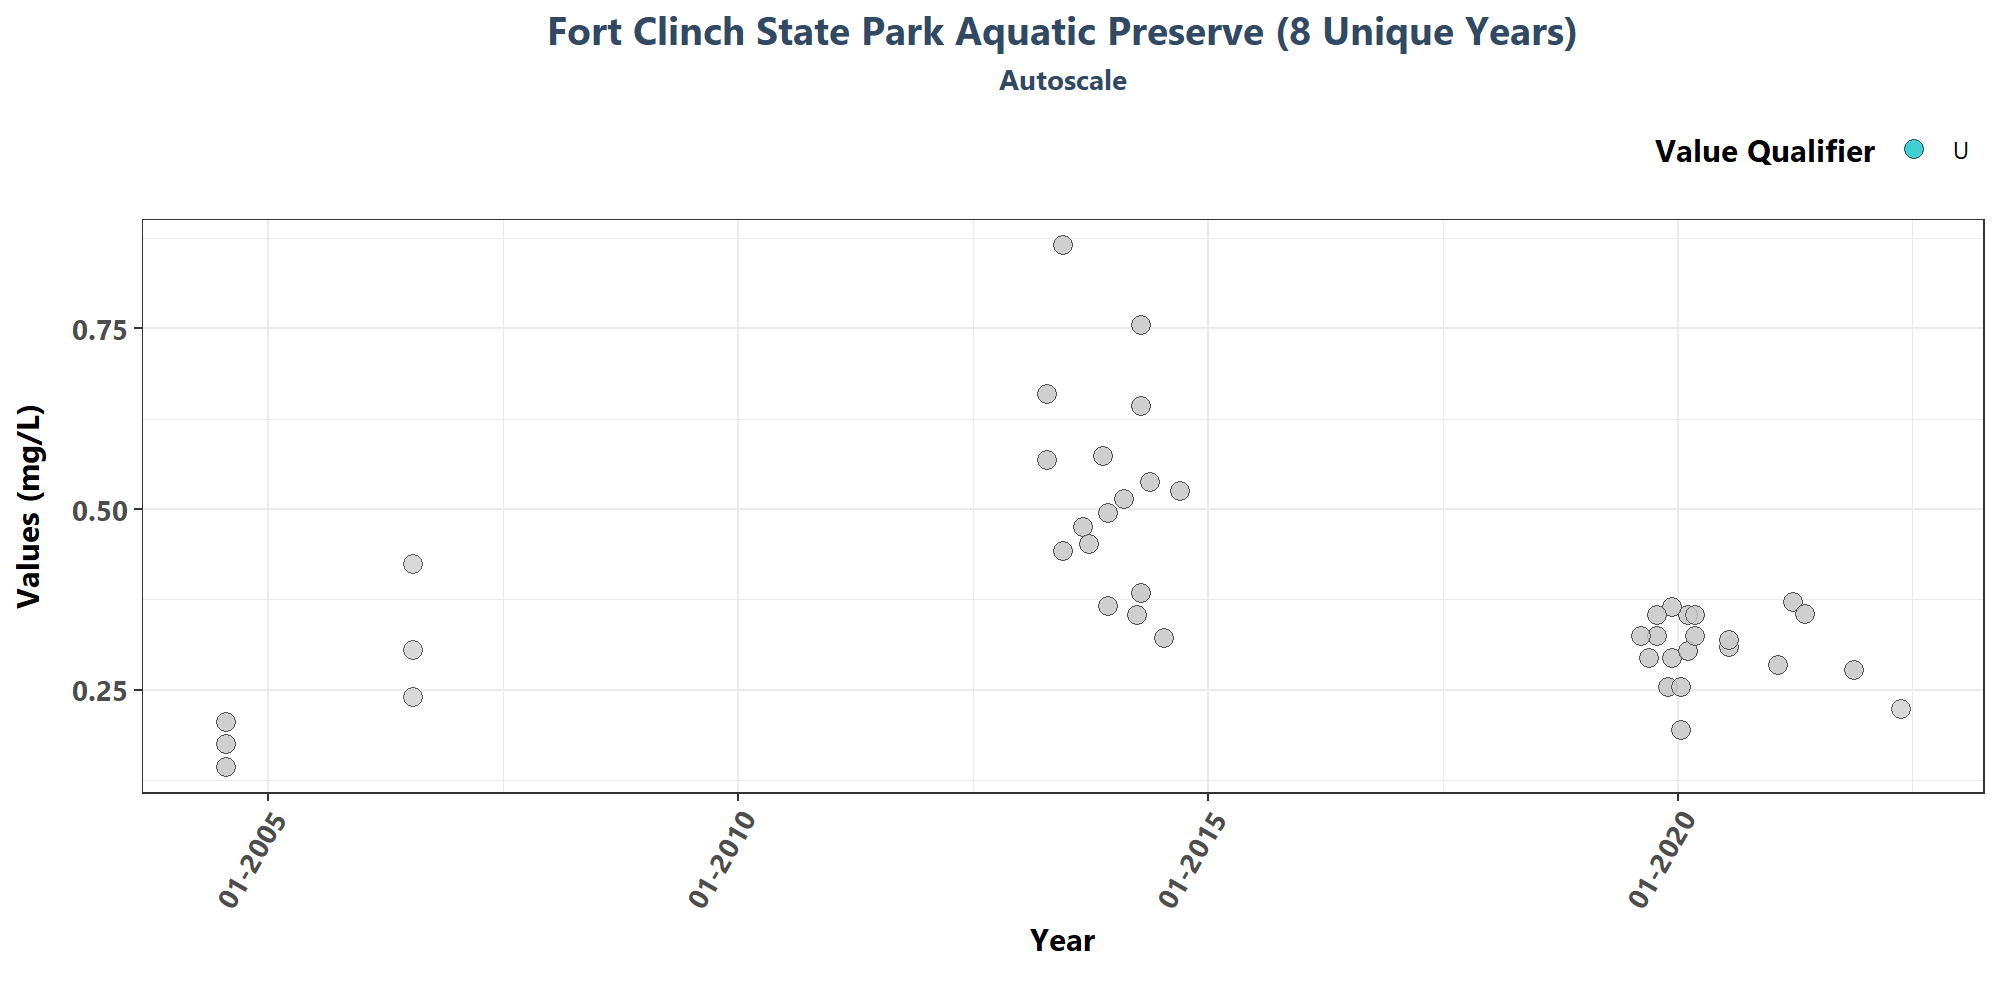 Fort Clinch State Park Aquatic Preserve (8 Unique Years)
Autoscale
Value Qualifier
U
0.75
0.50
0.25
Values (mg/L)
01-2005
01-2010
01-2015
01-2020
Year